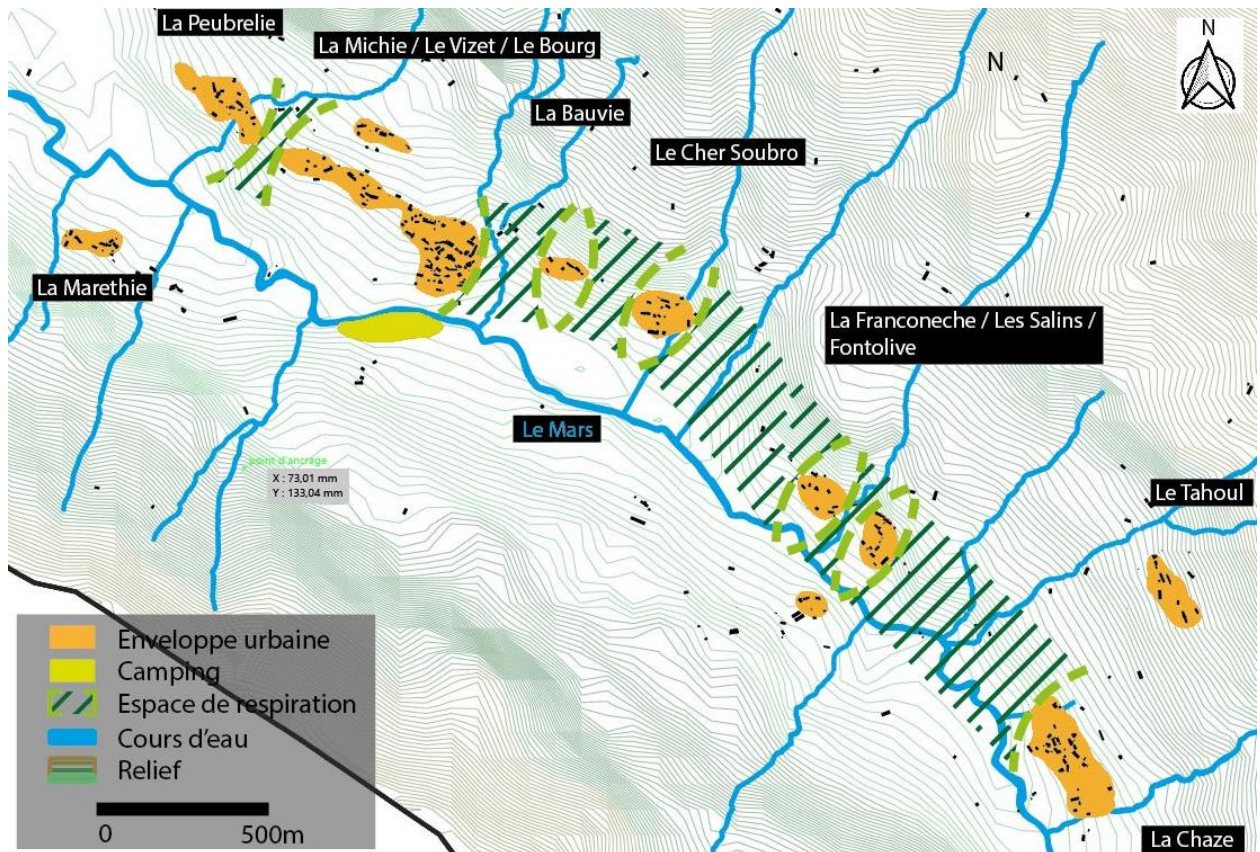 La Peubrelie
La Michie / Le Vizet / Le Bourg
N
N
La Bauvie
Le Cher Soubro
La Marethie
La Franconeche / Les Salins /
Fontolive
Le Mars
point d'ancrage
X : 73,01 mm
Y : 133,04 mm
Le Tahoul
Enveloppe urbaine
Camping
Espace de respiration
Cours d'eau
Relief
0 500m
La Chaze